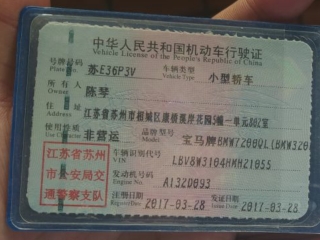 中华人民共和国机动车行驶证
Vehicle License of the People's Republic of China
号牌号码 苏E36P3V 车辆类型 小型轿车
Plate No. Vehicle Type
所有人 陈琴
Owner
住址 江苏省苏州市相城区
Address
使用性质 非营运 品牌型号 宝马牌BMW7200QL(BMW320
Use Character Model
江苏省苏州
市公安局交
通警察支队
车辆识别代号 LBV8W3104HMH21055
VIN
发动机号码 A132D093
Engine No.
注册日期 2017-03-28 发证日期 2017-03-28
Register Date Issue Date